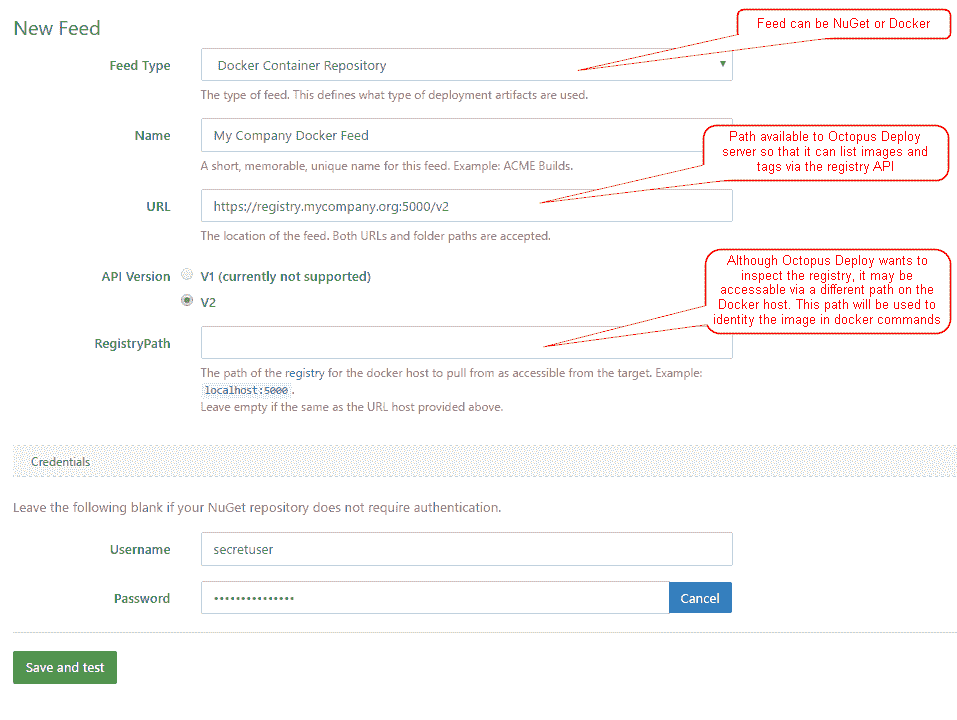 New Feed
Feed can be NuGet or Docker
Feed Type
Docker Container Repository
The type of feed. This defines what type of deployment artifacts are used.
Name
My Company Docker Feed
Path available to Octopus Deploy
server so that it can list images and
tags via the registry API
A short, memorable, unique name for this feed. Example: ACME Builds.
URL
https://registry.mycompany.org:5000/v2
The location of the feed. Both URLs and folder paths are accepted.
API Version
V1 (currently not supported)
V2
Although Octopus Deploy wants to
inspect the registry, it may be
accessable via a different path on the
Docker host. This path will be used to
identity the image in docker commands
RegistryPath
The path of the registry for the docker host to pull from as accessible from the target. Example:
localhost:5000.
Leave empty if the same as the URL host provided above.
Credentials
Leave the following blank if your NuGet repository does not require authentication.
Username
secretuser
Password
•••••••••••••••
Cancel
Save and test